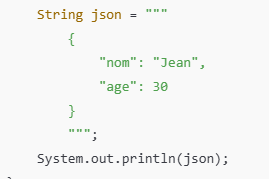 String json = """
{
"nom": "Jean",
"age": 30
}
""";
System.out.println(json);